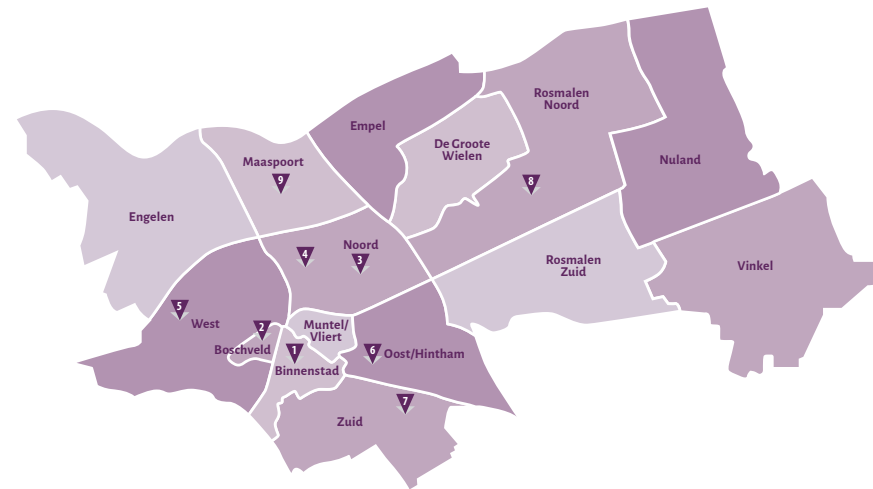 Rosmalen
Noord
Empel
De Groote
Wielen
Maaspoort
Nuland
9
8
Engelen
Noord
4
3
Rosmalen
Zuid
Vinkel
5
West
2
Muntel/
Vliert
Boschveld
1
6
Oost/Hintham
Binnenstad
7
Zuid